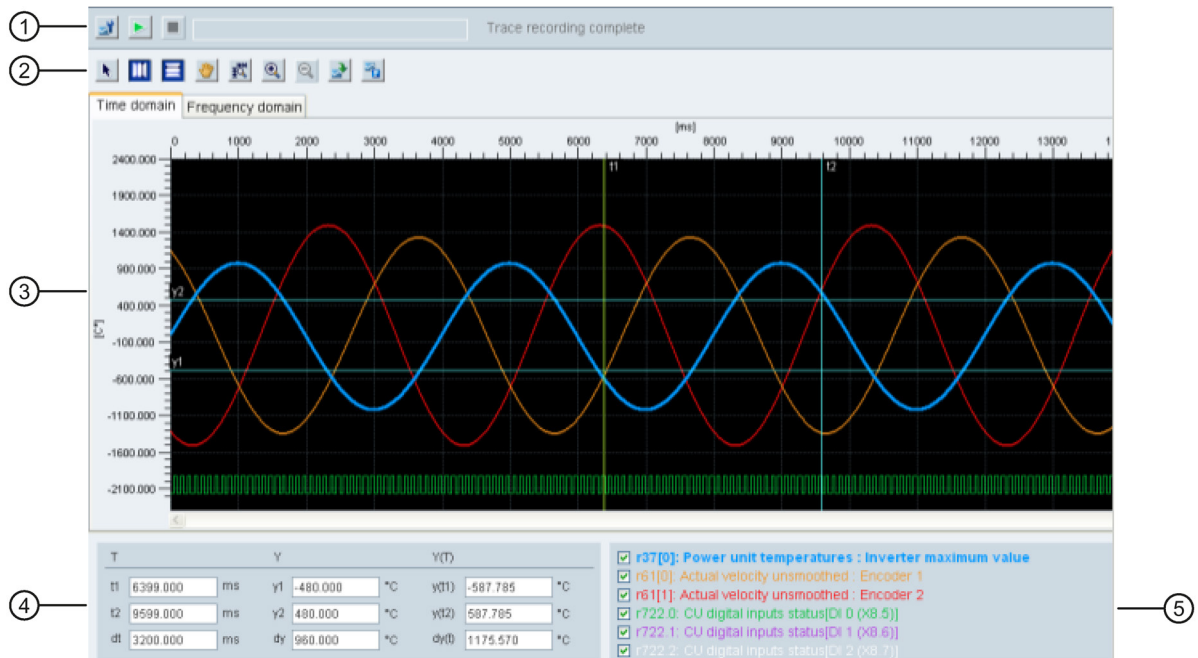 1
Trace recording complete
2
Time domain Frequency domain
[ms]
0 1000 2000 3000 4000 5000 6000 7000 8000 9000 10000 11000 12000 13000 1
t1 t2
2400.000
1900.000
1400.000
900.000
y2
400.000
3
[C°]
-100.000
y1
-600.000
-1100.000
-1600.000
-2100.000
T Y Y(T)
t1 6399.000 ms y1 -480.000 °C y(t1) -587.785 °C
t2 9599.000 ms y2 480.000 °C y(t2) 587.785 °C
dt 3200.000 ms dy 960.000 °C dy(t) 1175.570 °C
4
r37[0]: Power unit temperatures : Inverter maximum value
r61[0]: Actual velocity unsmoothed : Encoder 1
r61[1]: Actual velocity unsmoothed : Encoder 2
r722.0: CU digital inputs status[DI 0 (X8.5)]
r722.1: CU digital inputs status[DI 1 (X8.6)]
r722.2: CU digital inputs status[DI 2 (X8.7)]
5